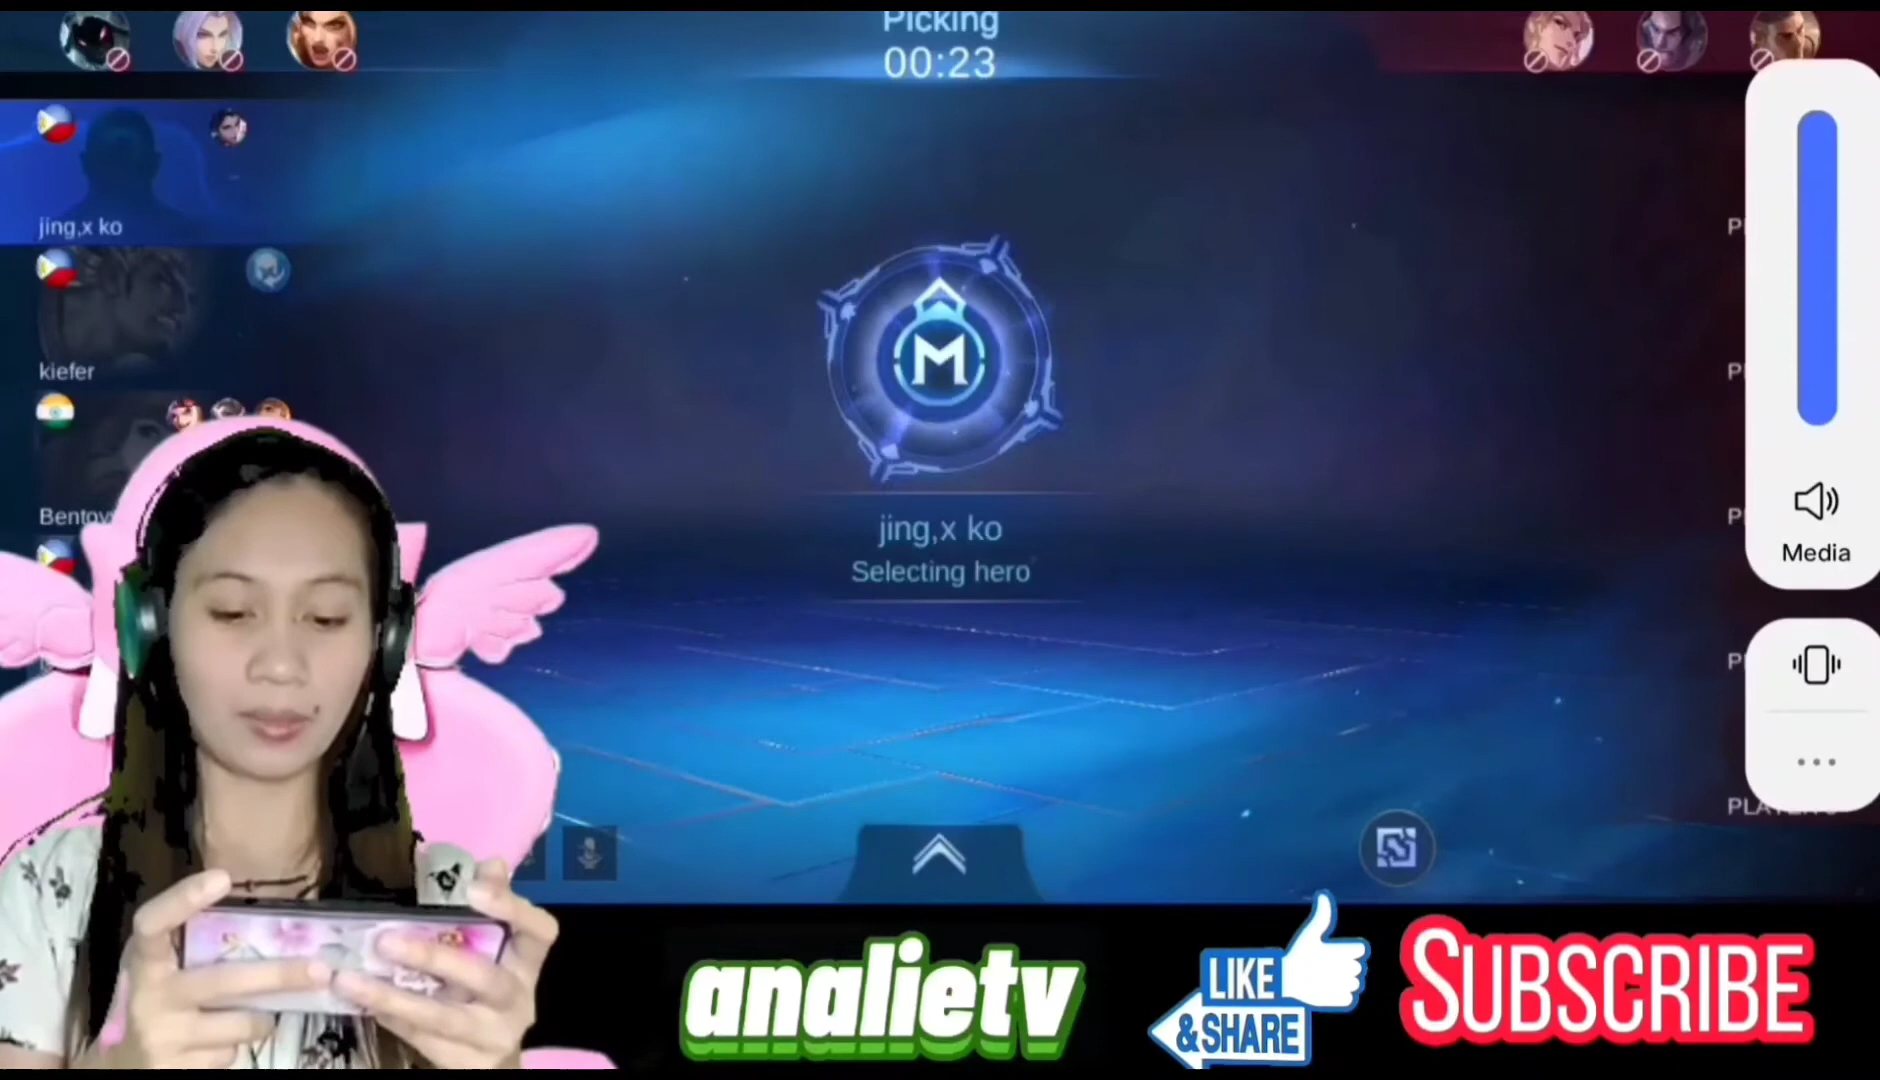 Picking
00:23
jing,x ko
kiefer
jing,x ko
Selecting hero
Media
analietv
LIKE
& SHARE
SUBSCRIBE